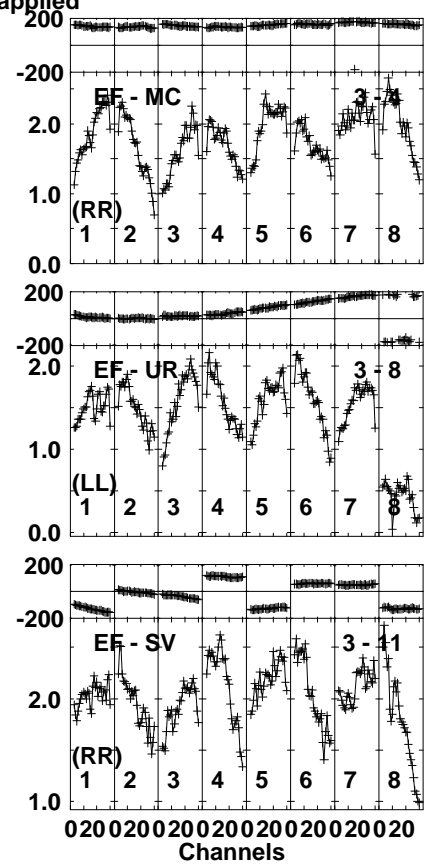 applied
200
-200
EF - MC 3 - 4
2.0
1.0
(RR)
1 2 3 4 5 6 7 8
0.0
200
-200
2.0
EF - UR 3 - 8
1.0
(LL)
1 2 3 4 5 6 7 8
0.0
200
-200
EF - SV 3 - 11
2.0
(RR)
1 2 3 4 5 6 7 8
1.0
020020020020020020020020
Channels